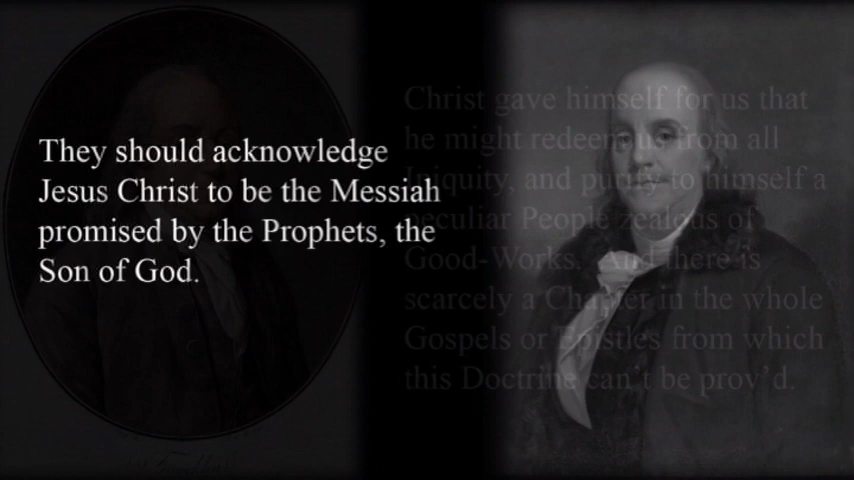 They should acknowledge
Jesus Christ to be the Messiah
promised by the Prophets, the
Son of God.
Christ gave himself for us that
he might redeem us from all
Iniquity, and purify to himself a
peculiar People zealous of
Good-Works. And there is
scarcely a Chapter in the whole
Gospels or Epistles from which
this Doctrine can't be prov'd.